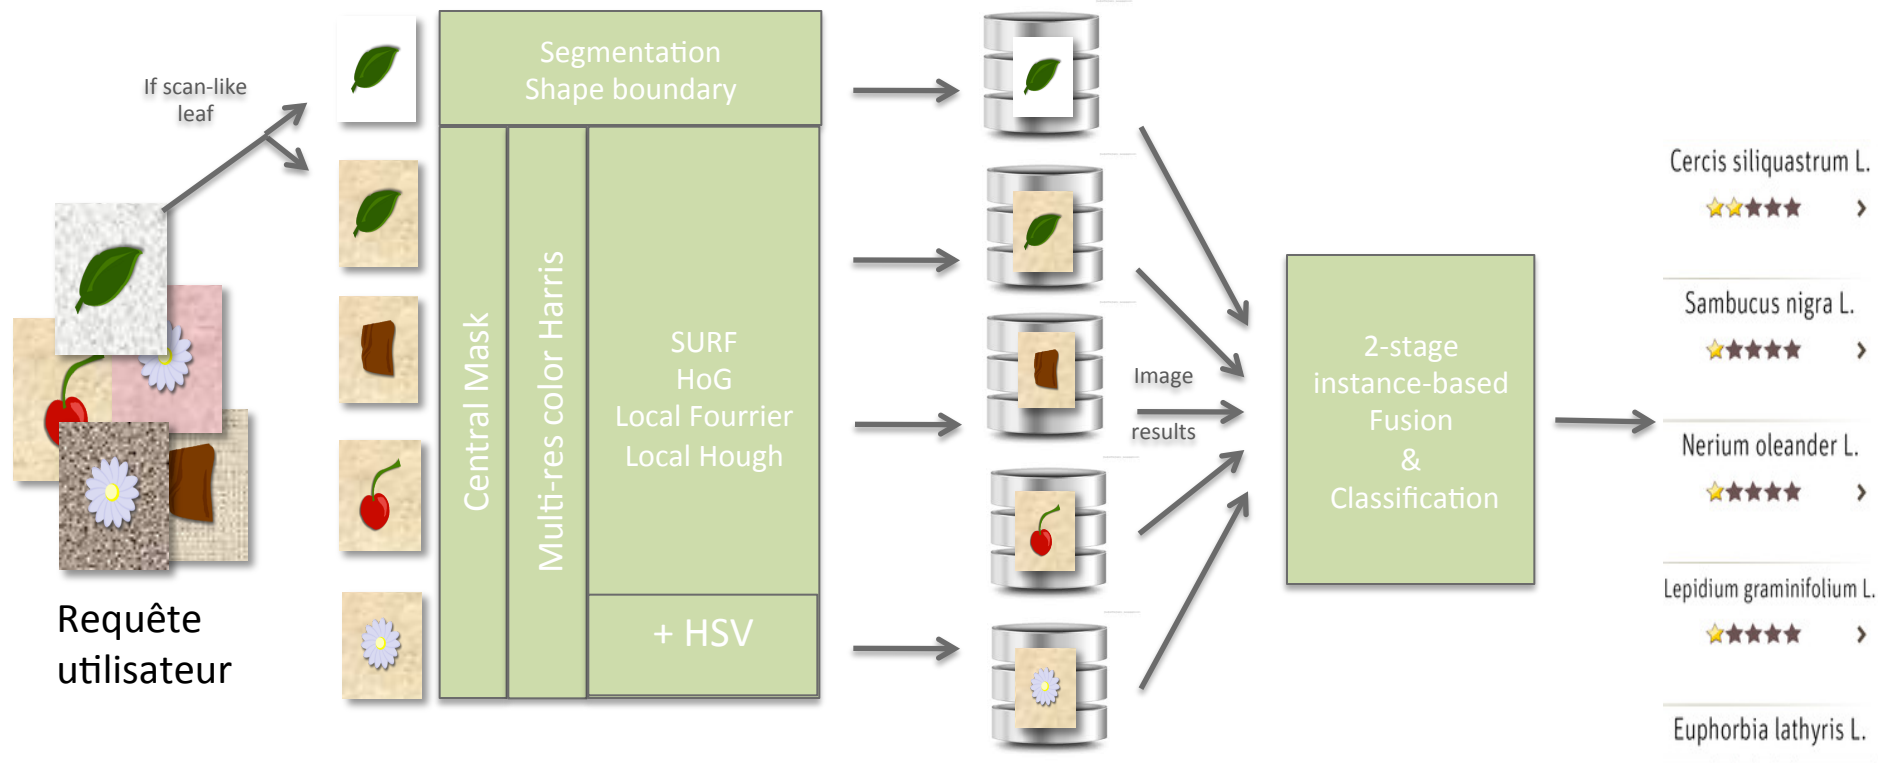 If scan-like
leaf
Requête
utilisateur
Segmentation
Shape boundary
Central Mask
Multi-res color Harris
SURF
HoG
Local Fourrier
Local Hough
+ HSV
Image
results
2-stage
instance-based
Fusion
&
Classification
Cercis siliquastrum L.
Sambucus nigra L.
Nerium oleander L.
Lepidium graminifolium L.
Euphorbia lathyris L.